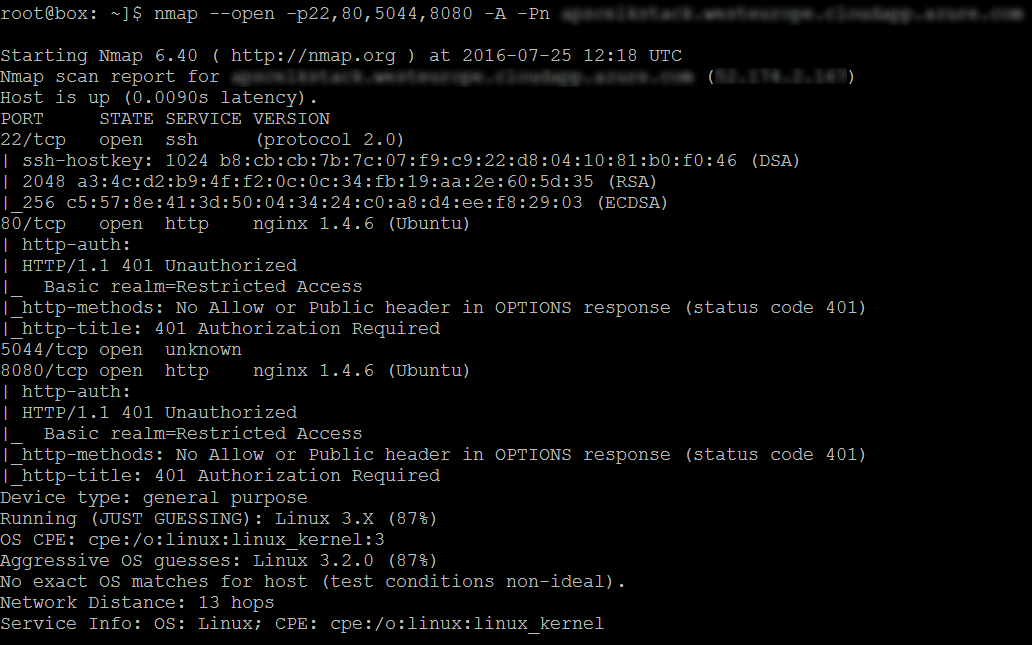 root@box: ~]$ nmap --open -p22,80,5044,8080 -A -Pn
Starting Nmap 6.40 ( http://nmap.org ) at 2016-07-25 12:18 UTC
Nmap scan report for ( )
Host is up (0.0090s latency).
PORT     STATE SERVICE VERSION
22/tcp   open  ssh     (protocol 2.0)
| ssh-hostkey: 1024 b8:cb:cb:7b:7c:07:f9:c9:22:d8:04:10:81:b0:f0:46 (DSA)
| 2048 a3:4c:d2:b9:4f:f2:0c:0c:34:fb:19:aa:2e:60:5d:35 (RSA)
|_256 c5:57:8e:41:3d:50:04:34:24:c0:a8:d4:ee:f8:29:03 (ECDSA)
80/tcp   open  http    nginx 1.4.6 (Ubuntu)
| http-auth:
| HTTP/1.1 401 Unauthorized
|_  Basic realm=Restricted Access
|_http-methods: No Allow or Public header in OPTIONS response (status code 401)
|_http-title: 401 Authorization Required
5044/tcp open  unknown
8080/tcp open  http    nginx 1.4.6 (Ubuntu)
| http-auth:
| HTTP/1.1 401 Unauthorized
|_  Basic realm=Restricted Access
|_http-methods: No Allow or Public header in OPTIONS response (status code 401)
|_http-title: 401 Authorization Required
Device type: general purpose
Running (JUST GUESSING): Linux 3.X (87%)
OS CPE: cpe:/o:linux:linux_kernel:3
Aggressive OS guesses: Linux 3.2.0 (87%)
No exact OS matches for host (test conditions non-ideal).
Network Distance: 13 hops
Service Info: OS: Linux; CPE: cpe:/o:linux:linux_kernel